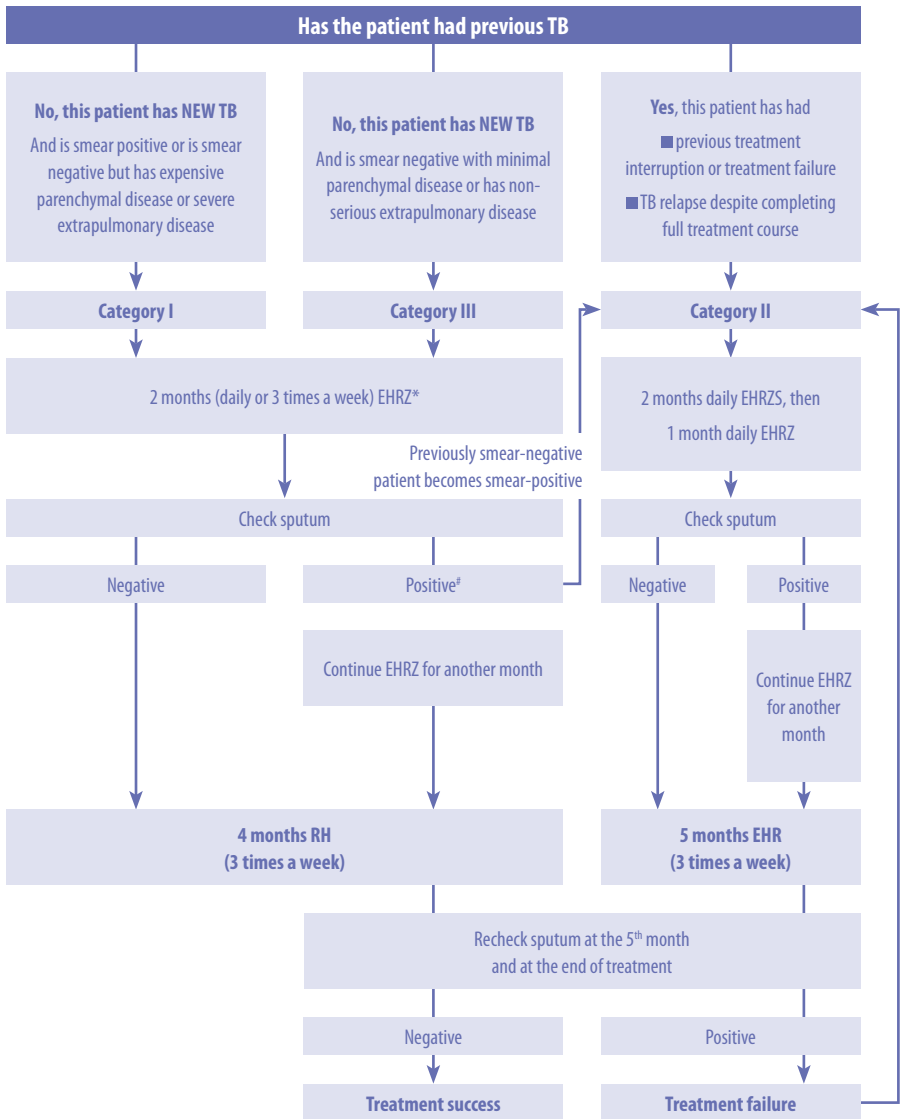 Has the patient had previous TB
No, this patient has NEW TB
And is smear positive or is smear
negative but has expensive
parenchymal disease or severe
extrapulmonary disease
No, this patient has NEW TB
And is smear negative with minimal
parenchymal disease or has non-
serious extrapulmonary disease
Yes, this patient has had
■ previous treatment
interruption or treatment failure
■ TB relapse despite completing
full treatment course
Category I
Category III
Category II
2 months (daily or 3 times a week) EHRZ*
2 months daily EHRZS, then
1 month daily EHRZ
Previously smear-negative
patient becomes smear-positive
Check sputum
Check sputum
Negative
Positive#
Negative
Positive
Continue EHRZ for another month
Continue EHRZ
for another
month
4 months RH
(3 times a week)
5 months EHR
(3 times a week)
Recheck sputum at the 5th month
and at the end of treatment
Negative
Positive
Treatment success
Treatment failure